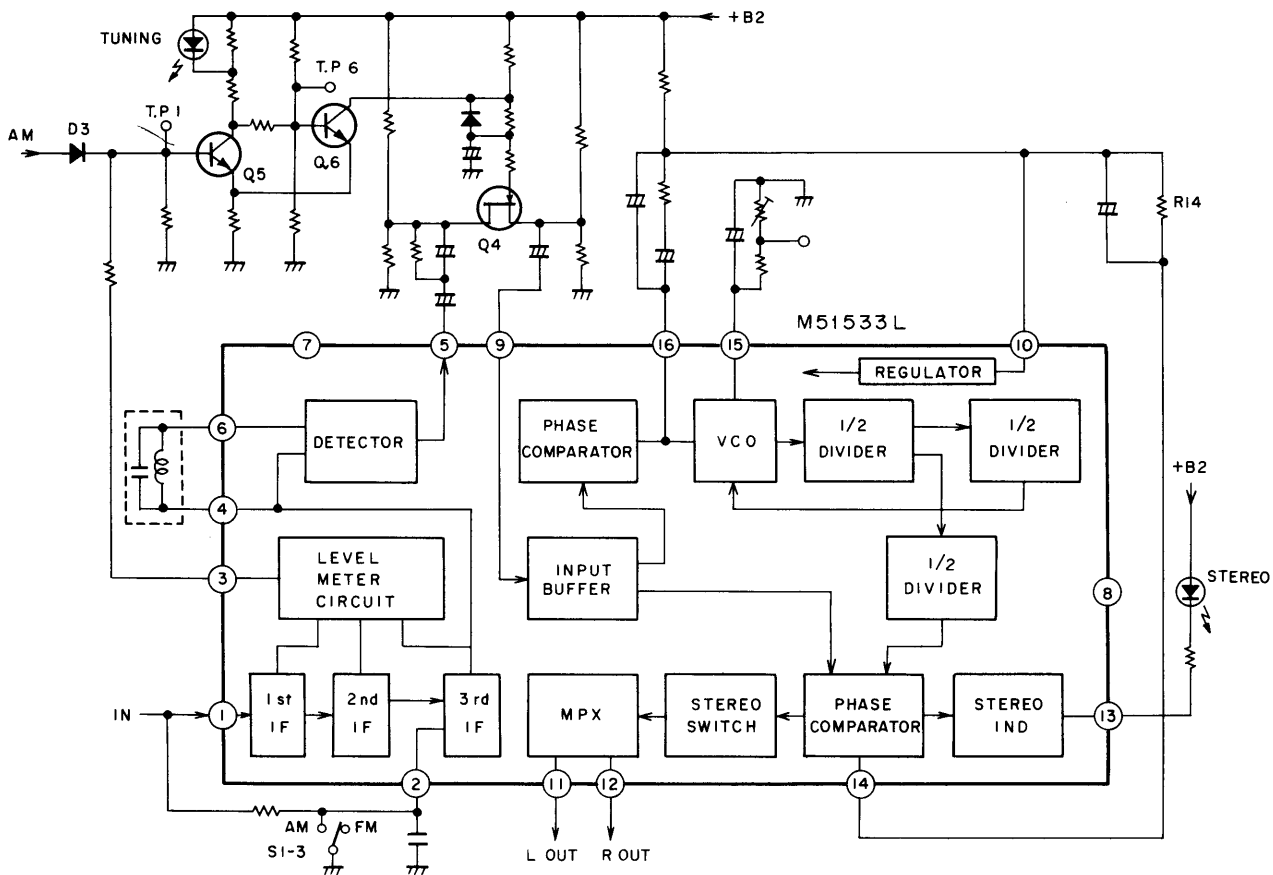 +B2
TUNING
T.P 6
T.P 1
AM
D3
Q5
Q6
Q4
R14
M51533L
7
5
9
16
15
10
REGULATOR
6
DETECTOR
PHASE
COMPARATOR
VCO
1/2
DIVIDER
1/2
DIVIDER
+B2
4
3
LEVEL
METER
CIRCUIT
INPUT
BUFFER
1/2
DIVIDER
8
STEREO
IN
1
1st
IF
2nd
IF
3rd
IF
MPX
STEREO
SWITCH
PHASE
COMPARATOR
STEREO
IND
13
2
11
12
14
AM
FM
S1-3
L OUT
R OUT